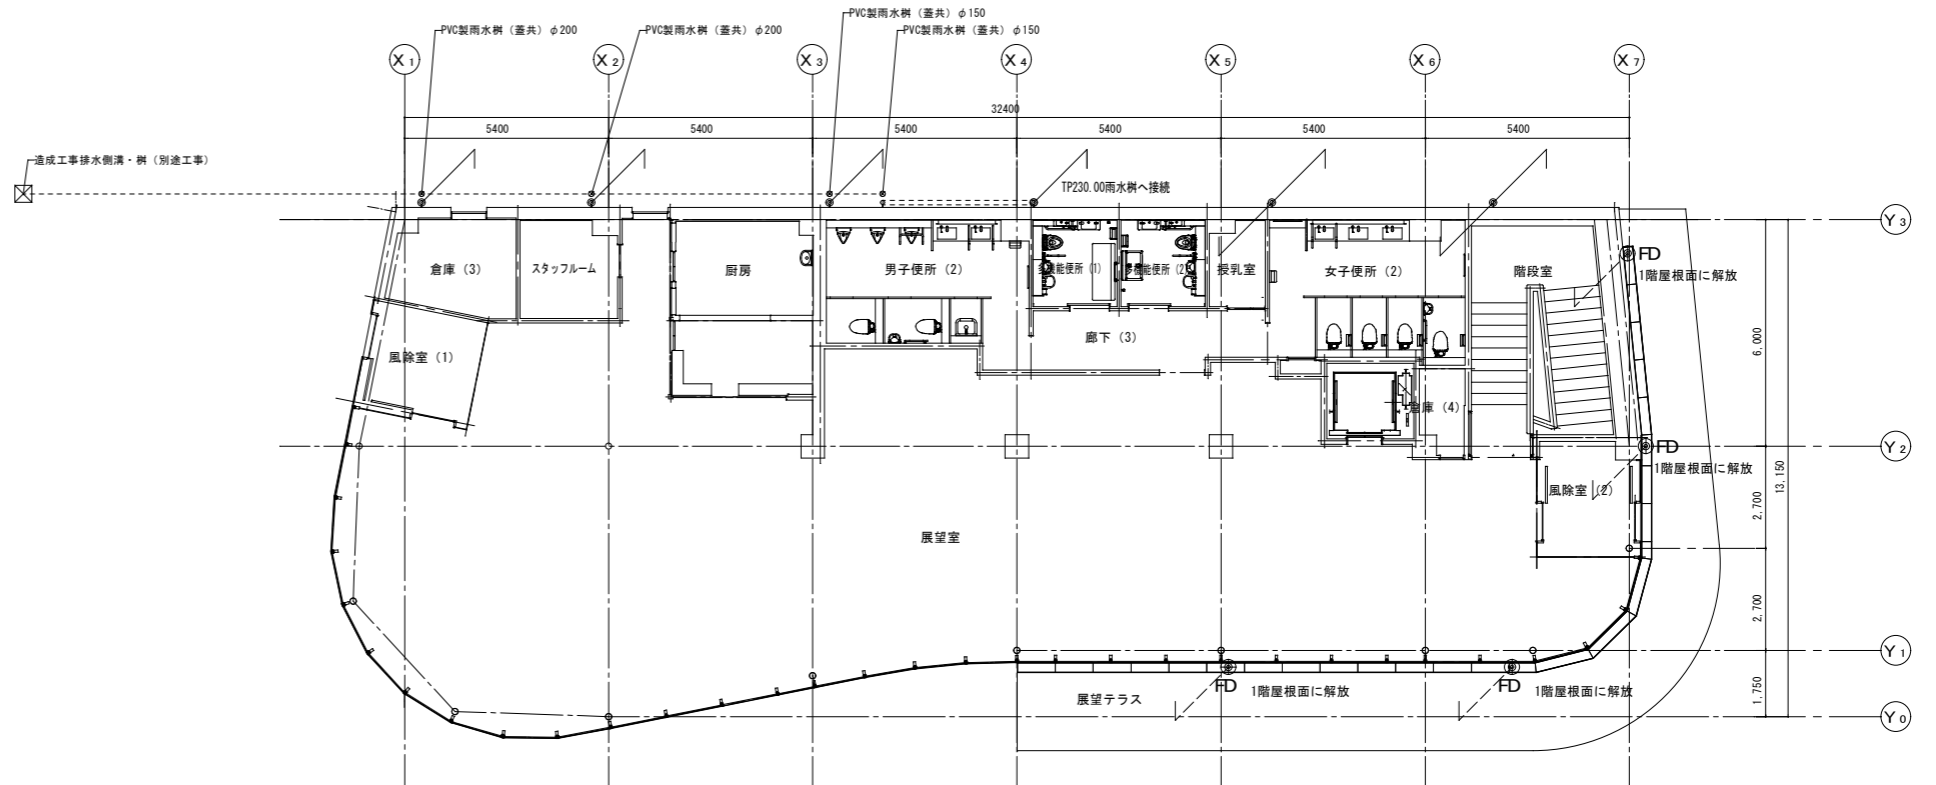 PVC製雨水桝（蓋共）φ150
PVC製雨水桝（蓋共）φ200
PVC製雨水桝（蓋共）φ200
PVC製雨水桝（蓋共）φ150
X1
X2
X3
X4
X5
X6
X7
32400
5400
5400
5400
5400
5400
5400
造成工事排水側溝・桝（別途工事）
TP230.00雨水桝へ接続
Y3
倉庫（3）
スタッフルーム
厨房
男子便所（2）
多機能便所（1）
多機能便所（2）
授乳室
女子便所（2）
階段室
FD
1階屋根面に解放
風除室（1）
廊下（3）
6,000
倉庫（4）
FD
Y2
1階屋根面に解放
13,150
風除室（2）
2,700
展望室
2,700
Y1
FD
1階屋根面に解放
FD
1階屋根面に解放
展望テラス
1,750
Y0